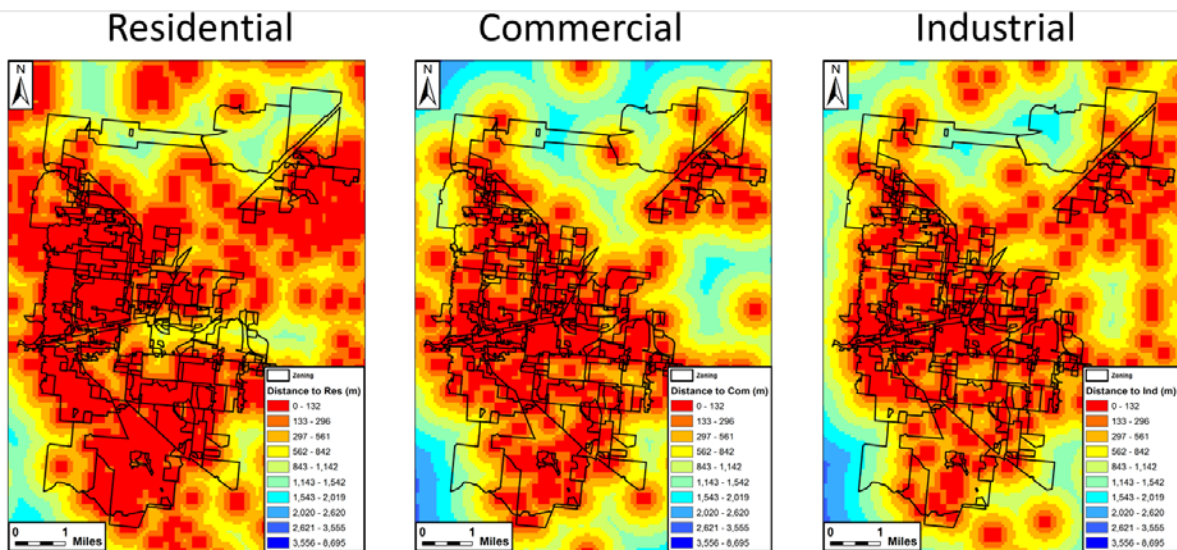 Residential
Commercial
Industrial
N
N
N
Zoning
Distance to Res (m)
0 - 132
133 - 296
297 - 561
562 - 842
843 - 1,142
1,143 - 1,542
1,543 - 2,019
2,020 - 2,620
2,621 - 3,555
3,556 - 8,695
0 1
Miles
Zoning
Distance to Com (m)
0 - 132
133 - 296
297 - 561
562 - 842
843 - 1,142
1,143 - 1,542
1,543 - 2,019
2,020 - 2,620
2,621 - 3,555
3,556 - 8,695
0 1
Miles
Zoning
Distance to Ind (m)
0 - 132
133 - 296
297 - 561
562 - 842
843 - 1,142
1,143 - 1,542
1,543 - 2,019
2,020 - 2,620
2,621 - 3,555
3,556 - 8,695
0 1
Miles